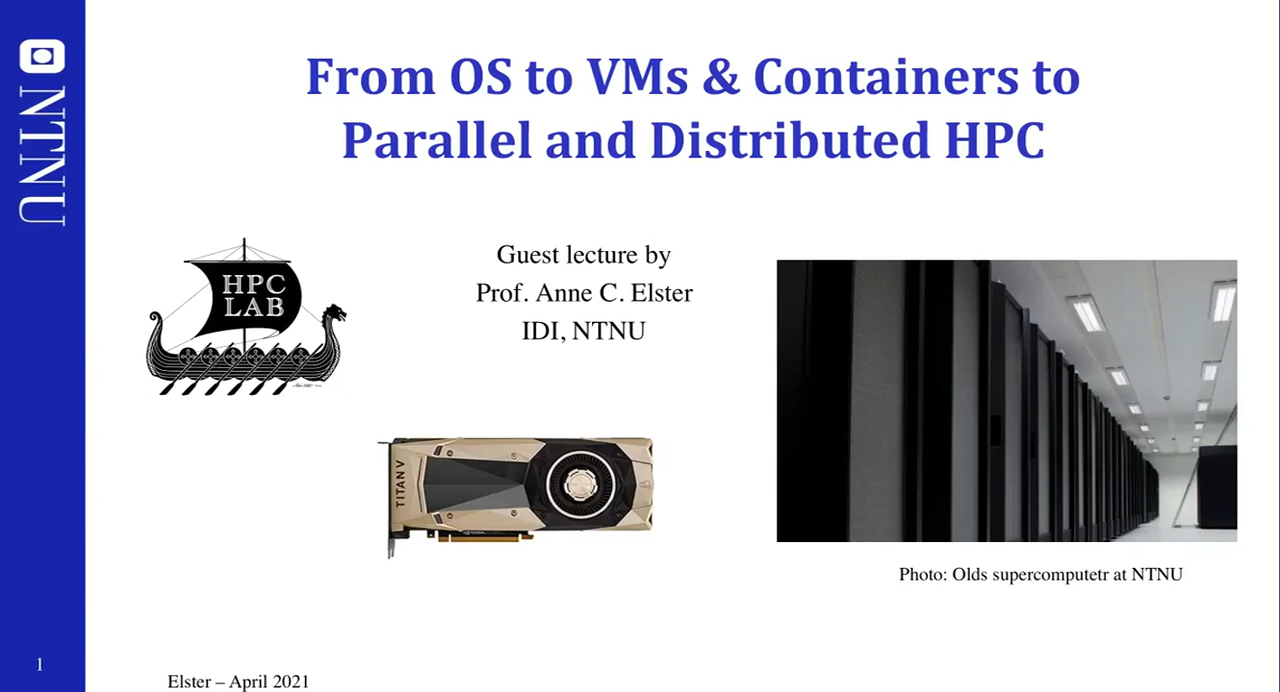 NTNU
From OS to VMs & Containers to
Parallel and Distributed HPC
HPC
LAB
Guest lecture by
Prof. Anne C. Elster
IDI, NTNU
TITAN V
Photo: Olds supercomputetr at NTNU
1
Elster – April 2021